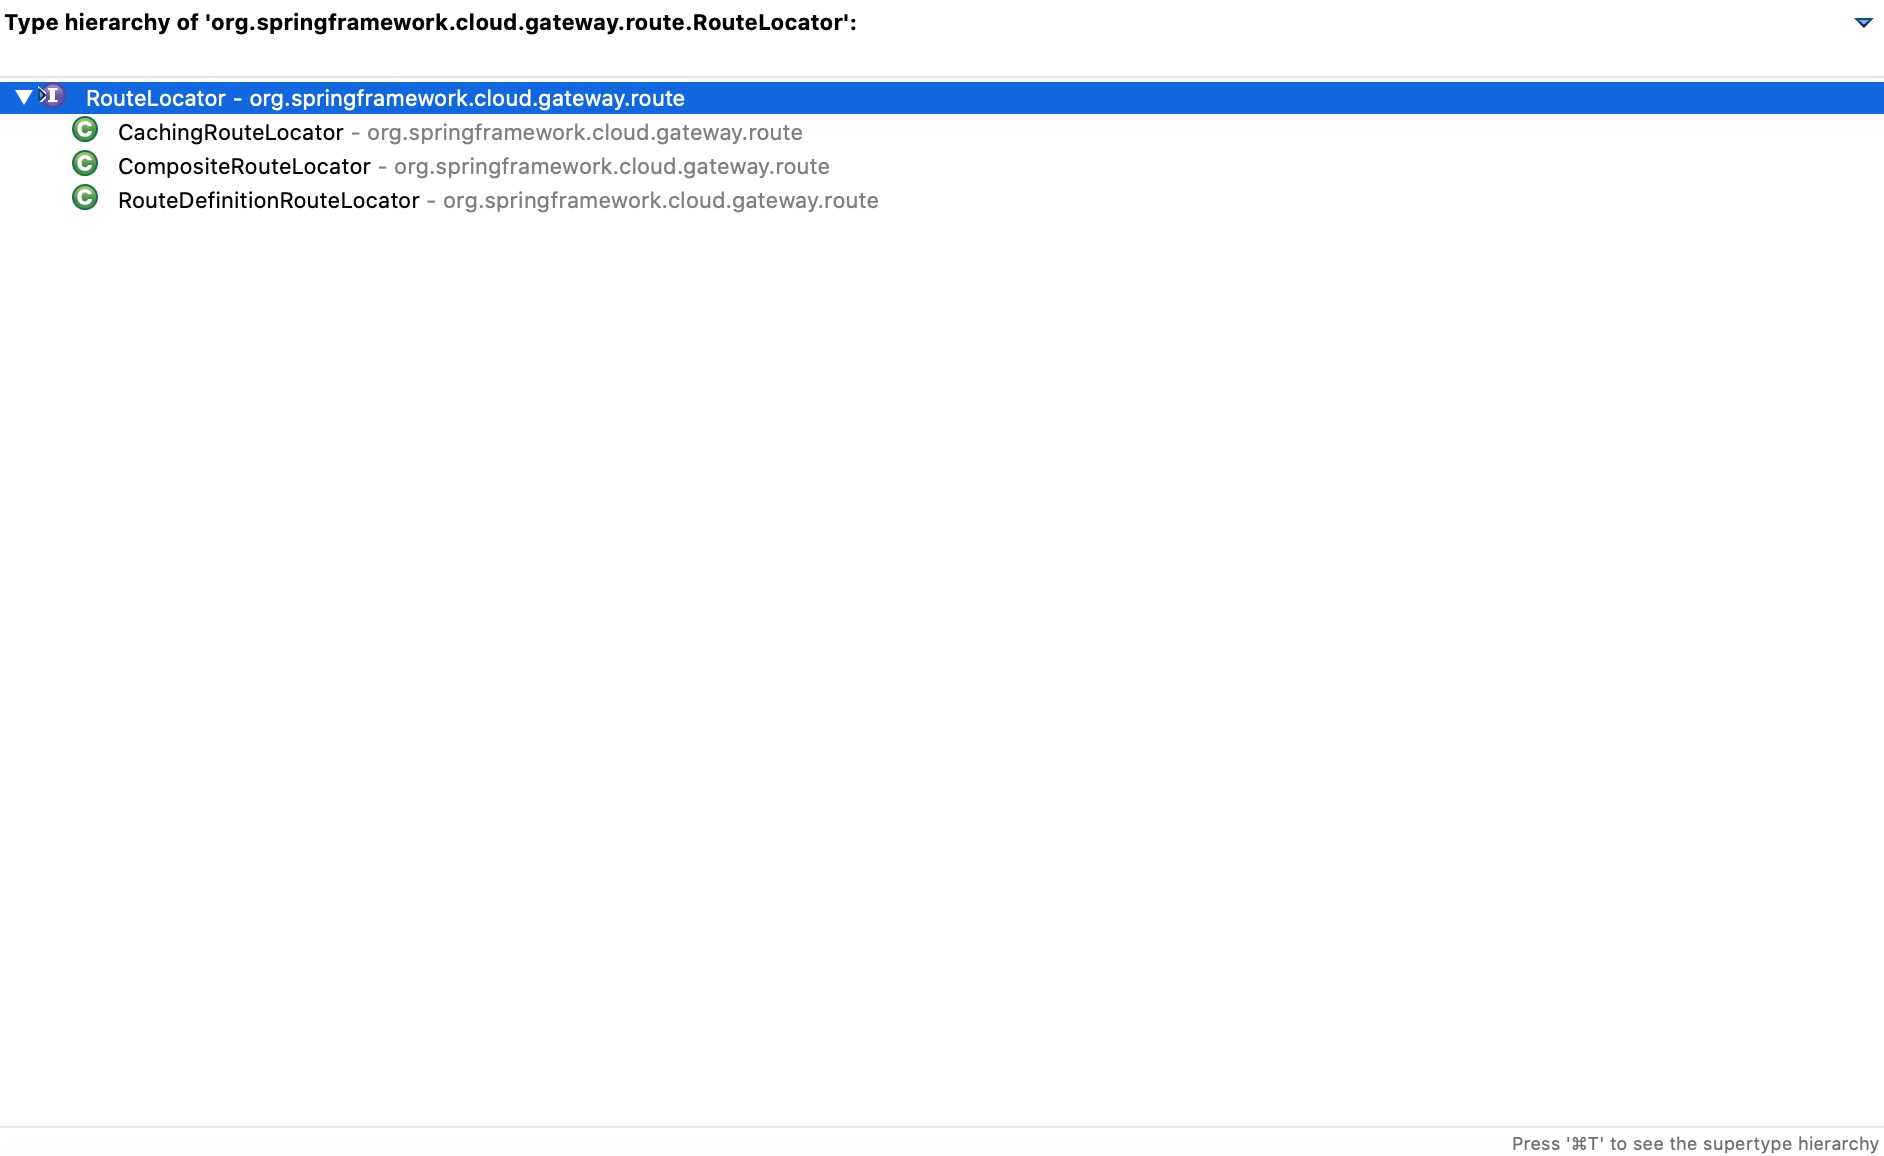 Type hierarchy of 'org.springframework.cloud.gateway.route.RouteLocator':
RouteLocator - org.springframework.cloud.gateway.route
CachingRouteLocator - org.springframework.cloud.gateway.route
CompositeRouteLocator - org.springframework.cloud.gateway.route
RouteDefinitionRouteLocator - org.springframework.cloud.gateway.route
Press '⌘T' to see the supertype hierarchy